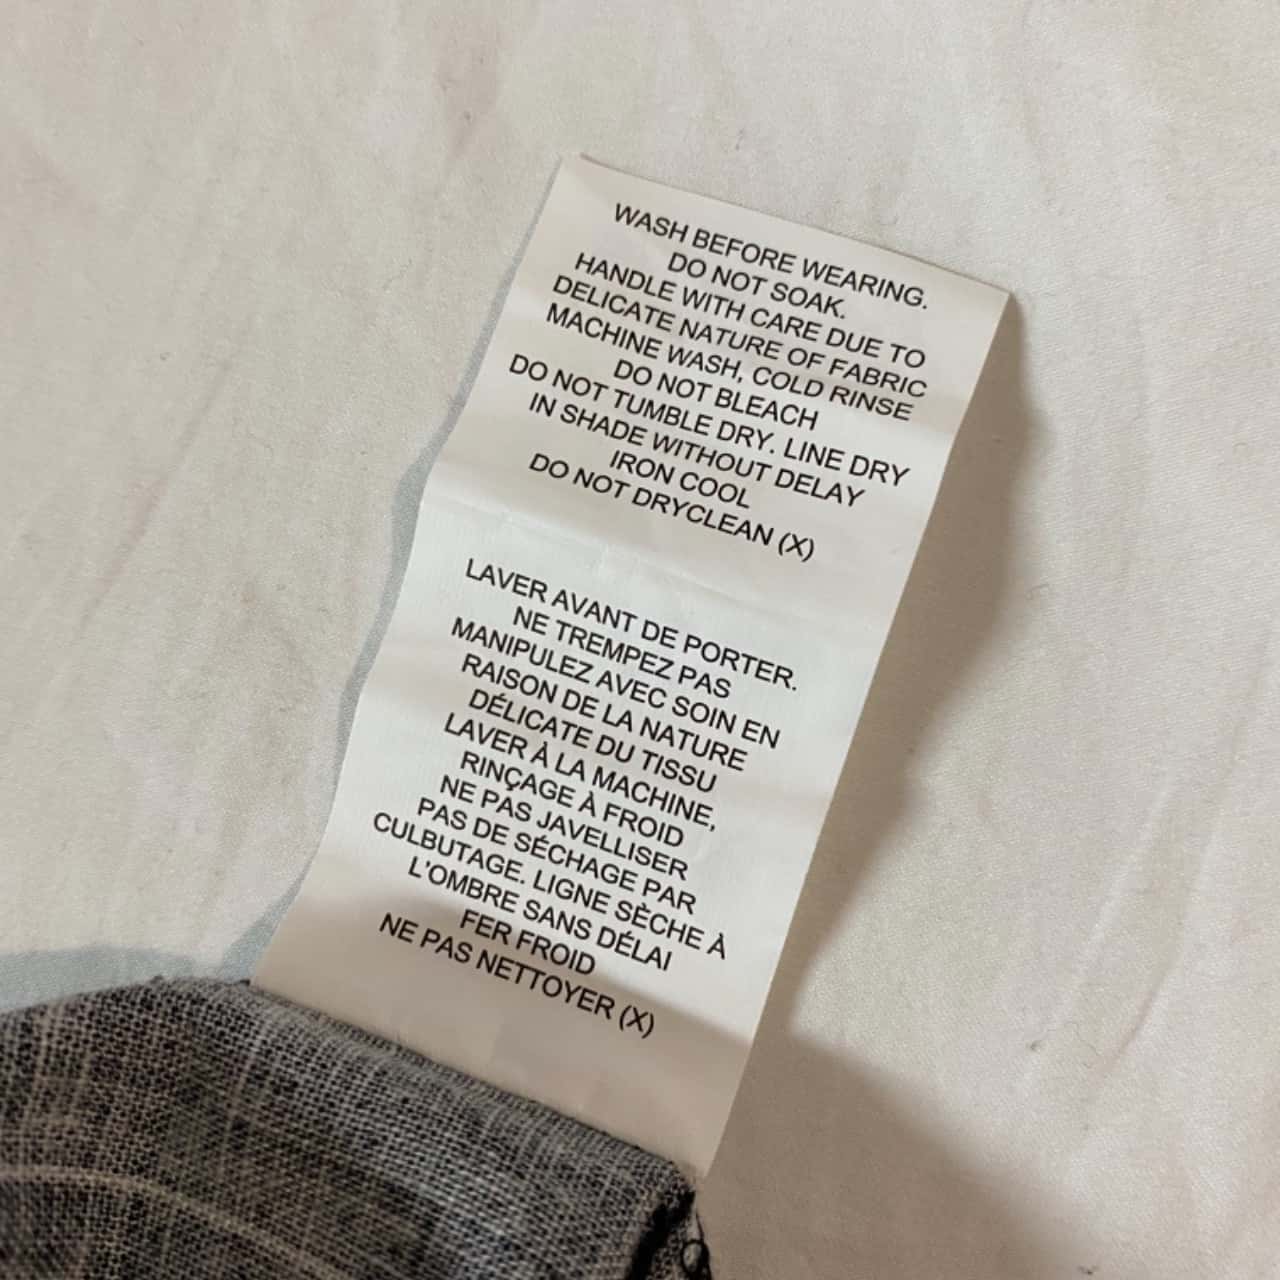 WASH BEFORE WEARING.
DO NOT SOAK.
HANDLE WITH CARE DUE TO
DELICATE NATURE OF FABRIC
MACHINE WASH, COLD RINSE
DO NOT BLEACH
DO NOT TUMBLE DRY. LINE DRY
IN SHADE WITHOUT DELAY
IRON COOL
DO NOT DRYCLEAN (X)
LAVER AVANT DE PORTER.
NE TREMPEZ PAS
MANIPULEZ AVEC SOIN EN
RAISON DE LA NATURE
DÉLICATE DU TISSU
LAVER À LA MACHINE,
RINÇAGE À FROID
NE PAS JAVELLISER
PAS DE SÉCHAGE PAR
CULBUTAGE. LIGNE SÈCHE À
L'OMBRE SANS DÉLAI
FER FROID
NE PAS NETTOYER (X)